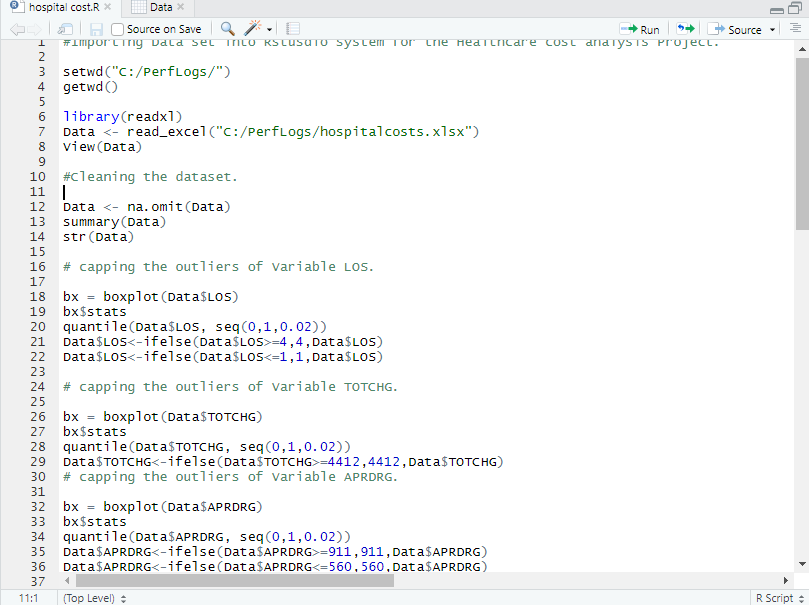 hospital cost.R
Data
Source on Save
Run
Source
1 #Importing Data set into Rstusdio system for the Healthcare cost analysis Project.
2
3 setwd("C:/PerfLogs/")
4 getwd()
5
6 library(readxl)
7 Data <- read_excel("C:/PerfLogs/hospitalcosts.xlsx")
8 View(Data)
9
10 #Cleaning the dataset.
11
12 Data <- na.omit(Data)
13 summary(Data)
14 str(Data)
15
16 # capping the outliers of Variable LOS.
17
18 bx = boxplot(Data$LOS)
19 bx$stats
20 quantile(Data$LOS, seq(0,1,0.02))
21 Data$LOS<-ifelse(Data$LOS>=4,4,Data$LOS)
22 Data$LOS<-ifelse(Data$LOS<=1,1,Data$LOS)
23
24 # capping the outliers of Variable TOTCHG.
25
26 bx = boxplot(Data$TOTCHG)
27 bx$stats
28 quantile(Data$TOTCHG, seq(0,1,0.02))
29 Data$TOTCHG<-ifelse(Data$TOTCHG>=4412,4412,Data$TOTCHG)
30 # capping the outliers of Variable APRDRG.
31
32 bx = boxplot(Data$APRDRG)
33 bx$stats
34 quantile(Data$APRDRG, seq(0,1,0.02))
35 Data$APRDRG<-ifelse(Data$APRDRG>=911,911,Data$APRDRG)
36 Data$APRDRG<-ifelse(Data$APRDRG<=560,560,Data$APRDRG)
37
11:1 (Top Level) R Script